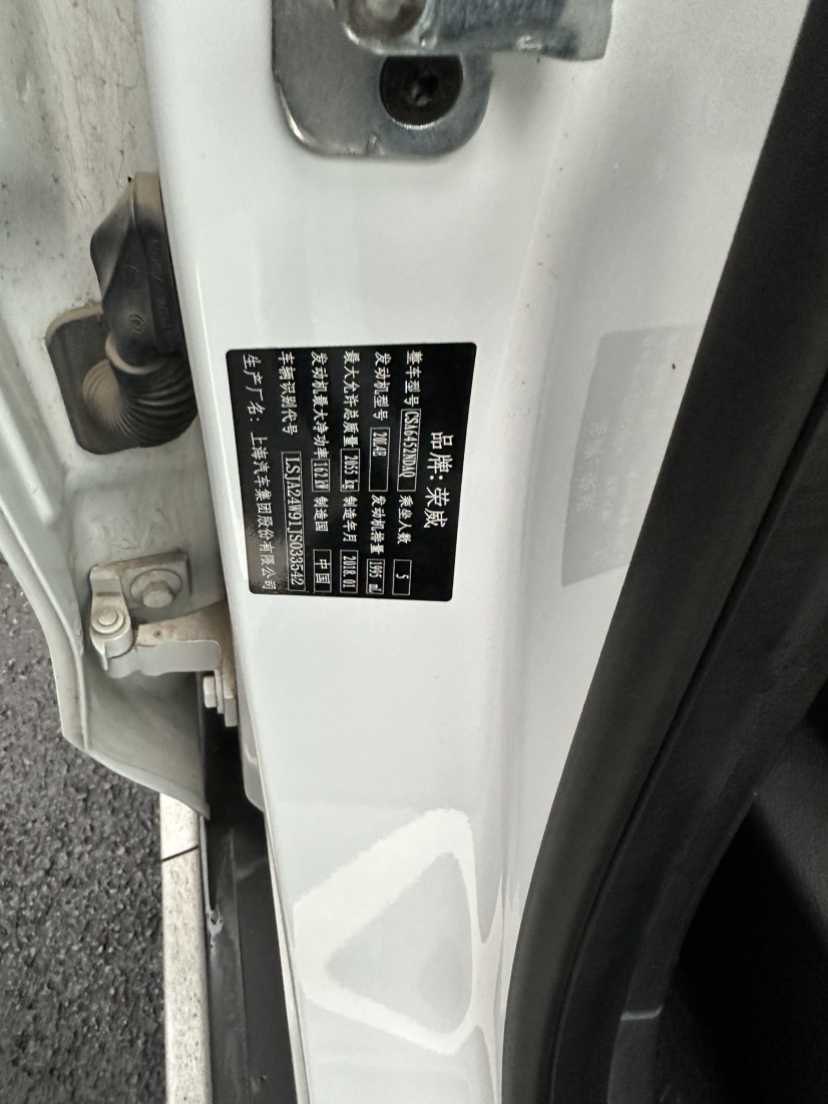 品牌：荣威
整车型号 CSA6452NDAQ 乘坐人数 5
发动机型号 20L4E 发动机排量 1995 ml
最大允许总质量 2055 kg 制造年月 2018.01
发动机最大净功率 162 kW 制造国 中国
车辆识别代号 LSJA24W91JS033542
生产厂名：上海汽车集团股份有限公司